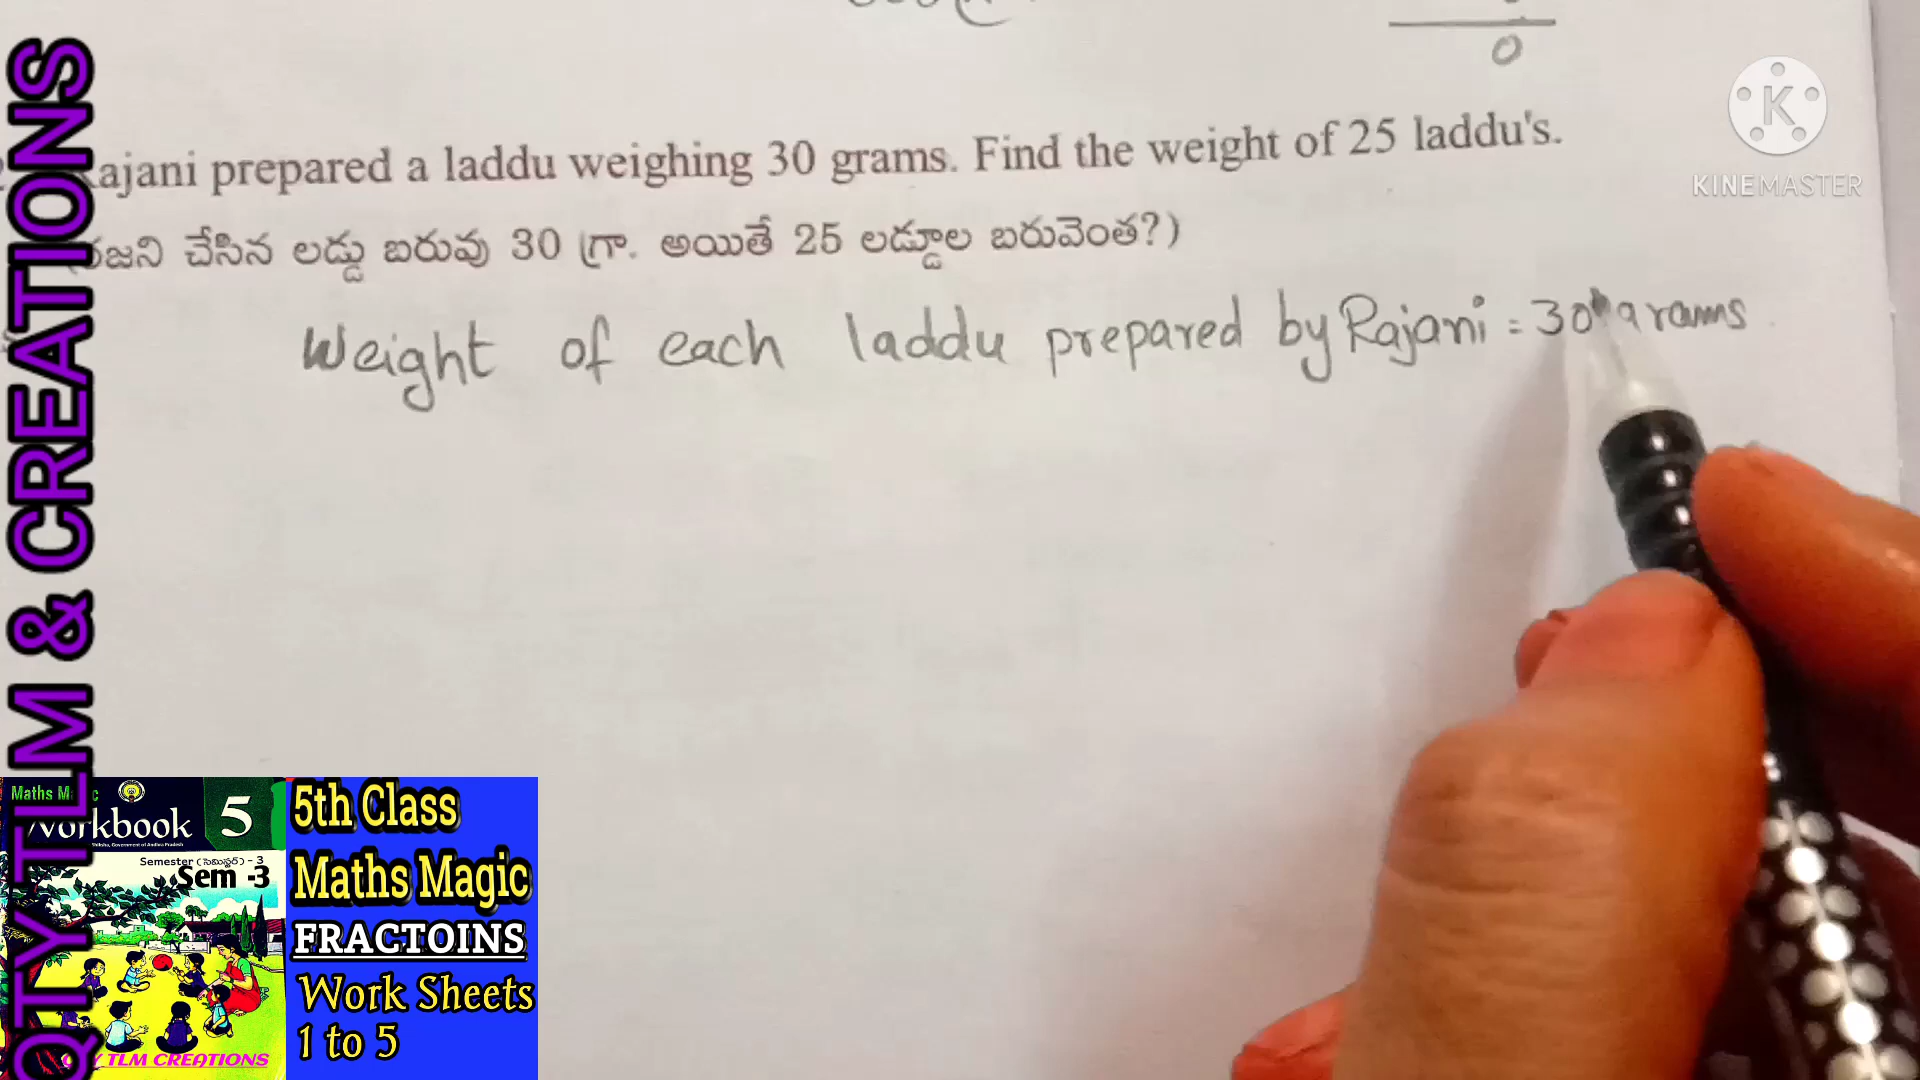 0
Rajani prepared a laddu weighing 30 grams. Find the weight of 25 laddu's.
రజని చేసిన లడ్డు బరువు 30 గ్రా. అయితే 25 లడ్డూల బరువెంత?)
Weight of each laddu prepared by Rajani = 30 grams
KINEMASTER
QTY TLM & CREATIONS
Workbook 5
Semester (సెమిస్టర్) - 3
Sem -3
TLM CREATIONS
5th Class
Maths Magic
FRACTOINS
Work Sheets
1 to 5